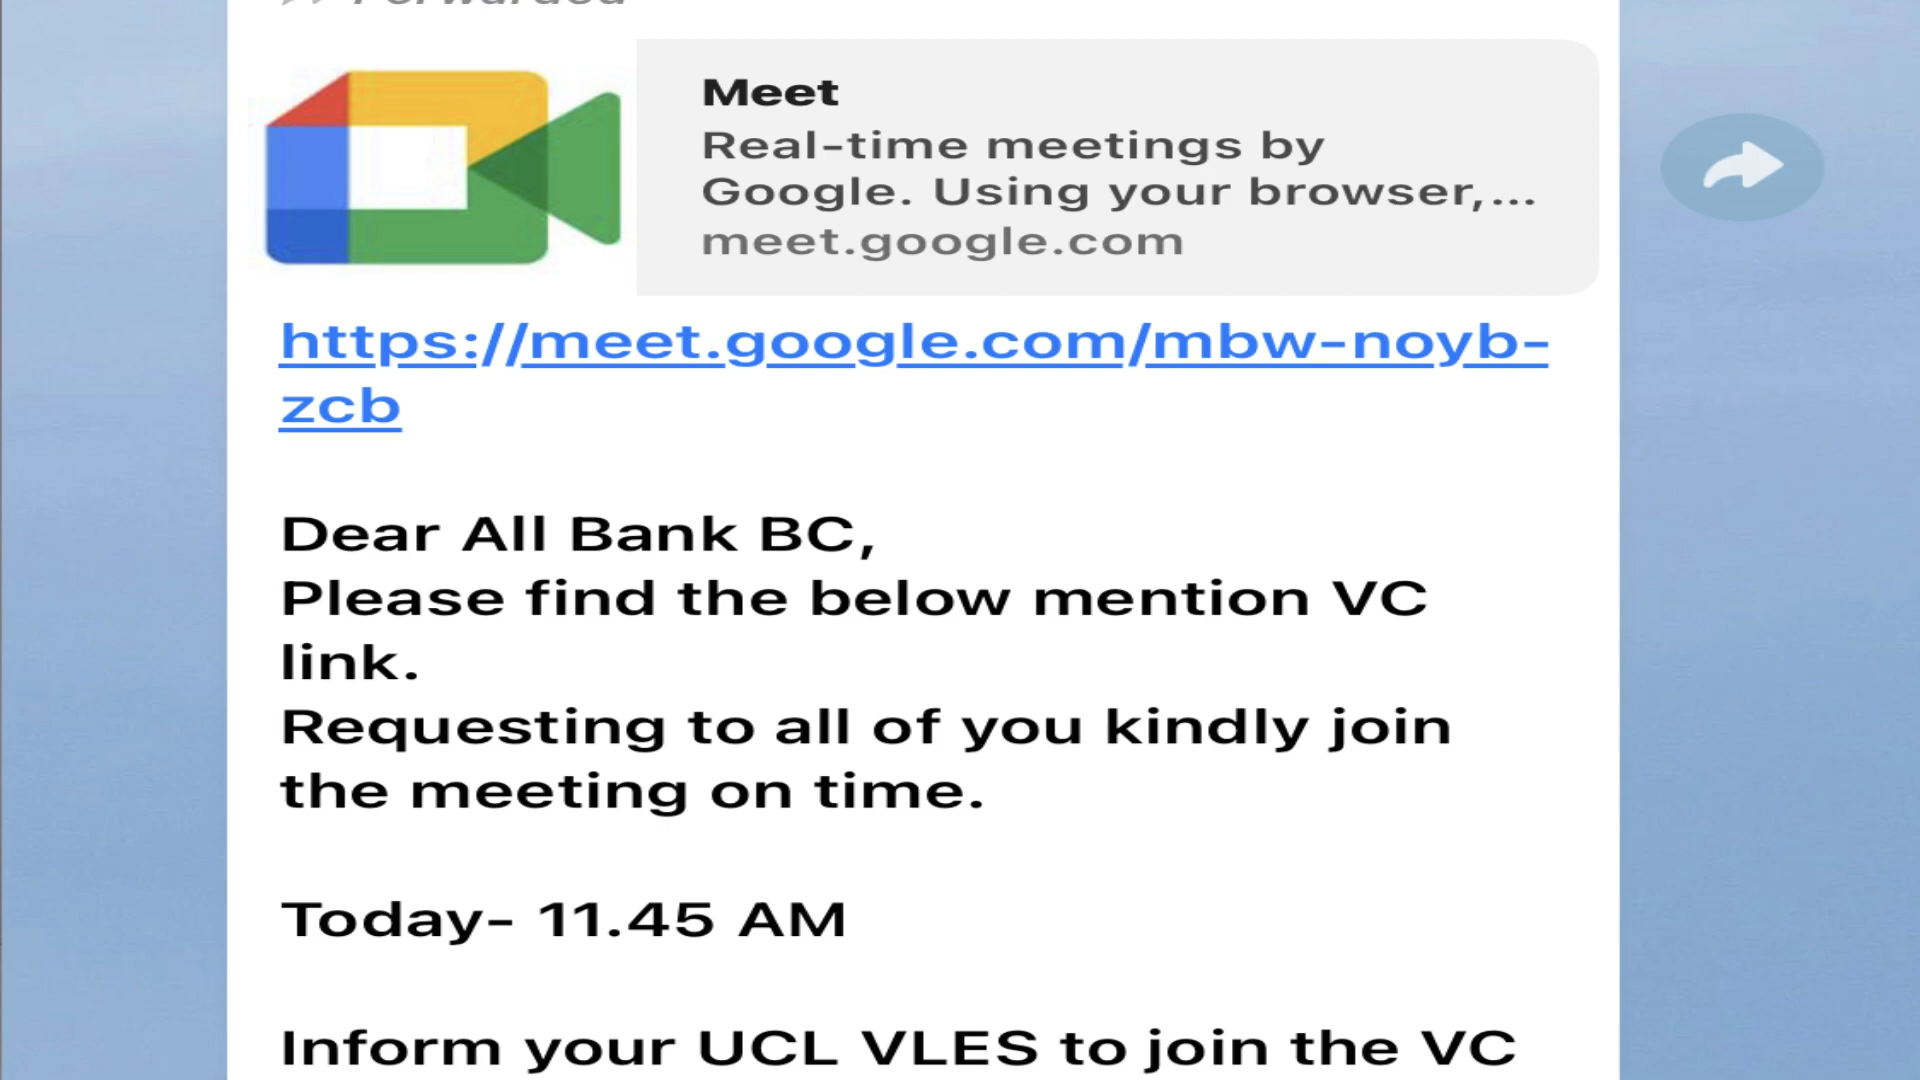 Forwarded
Meet
Real-time meetings by
Google. Using your browser,...
meet.google.com
https://meet.google.com/mbw-noyb-
zcb
Dear All Bank BC,
Please find the below mention VC
link.
Requesting to all of you kindly join
the meeting on time.
Today- 11.45 AM
Inform your UCL VLES to join the VC